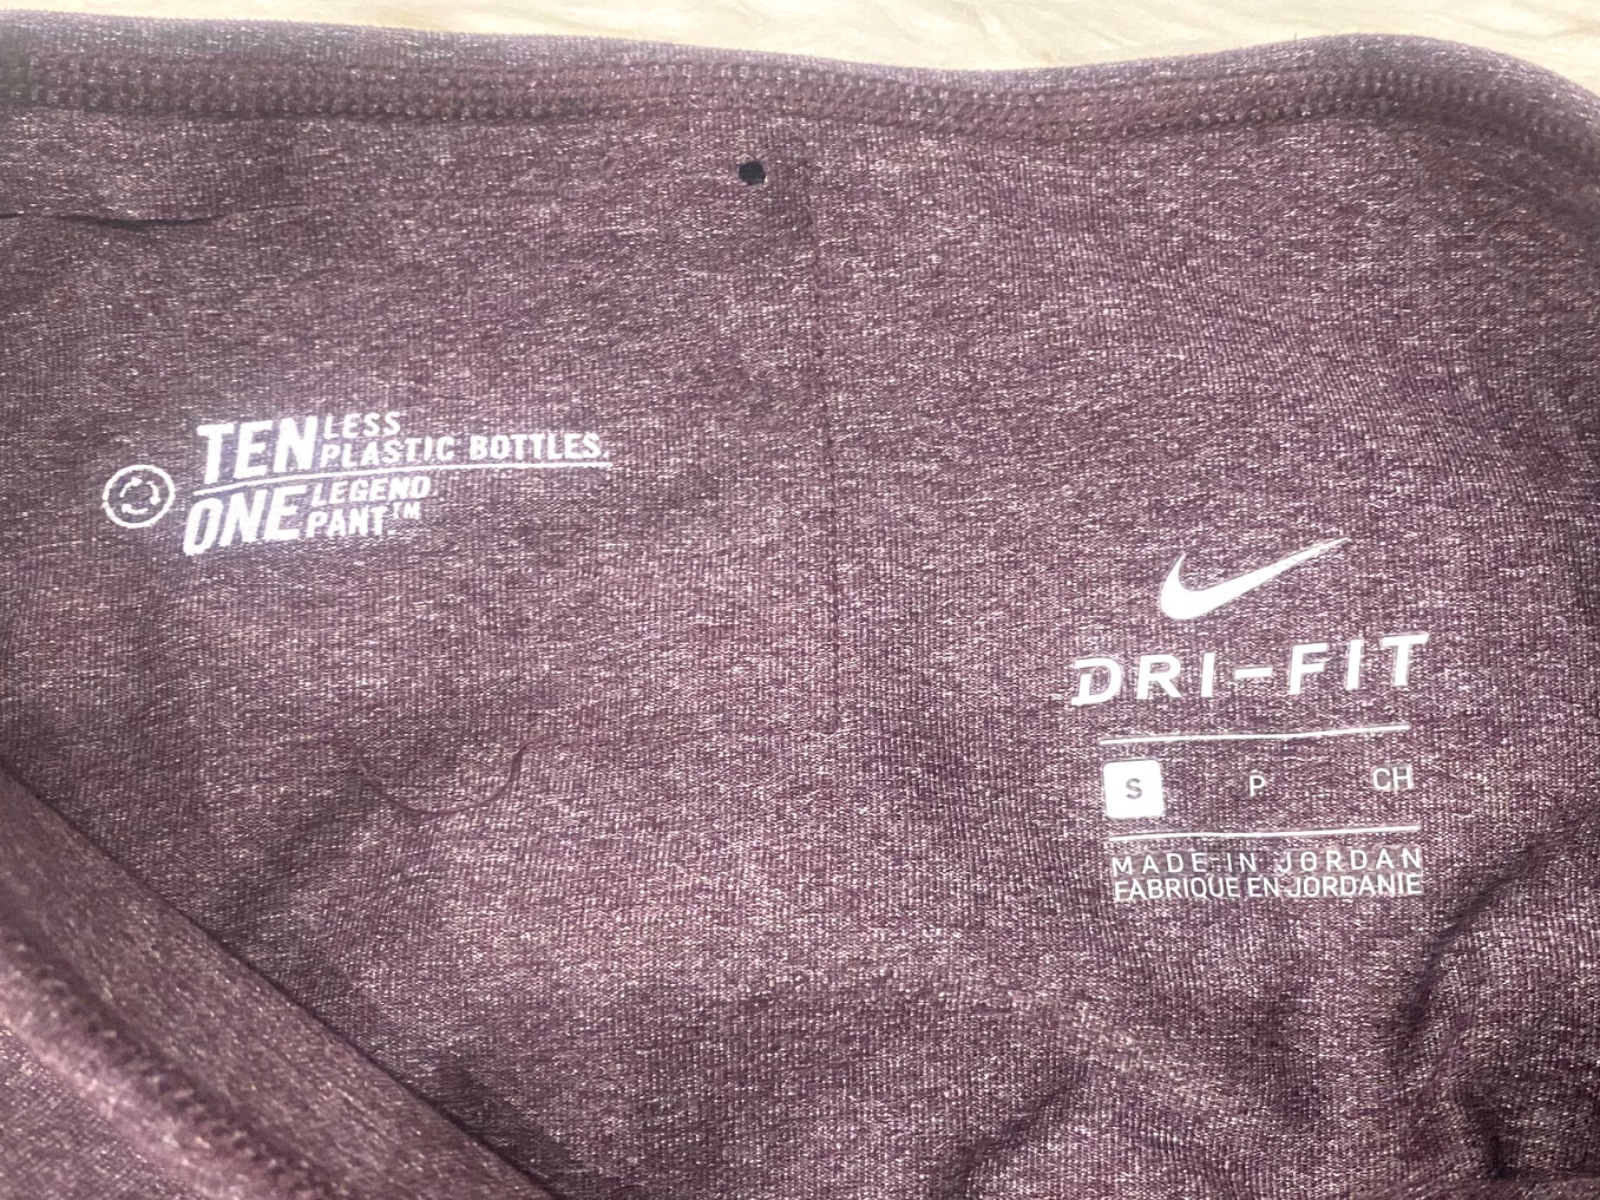 TEN LESS
PLASTIC BOTTLES.
ONE LEGEND
PANT™
DRI-FIT
S P CH
MADE IN JORDAN
FABRIQUE EN JORDANIE